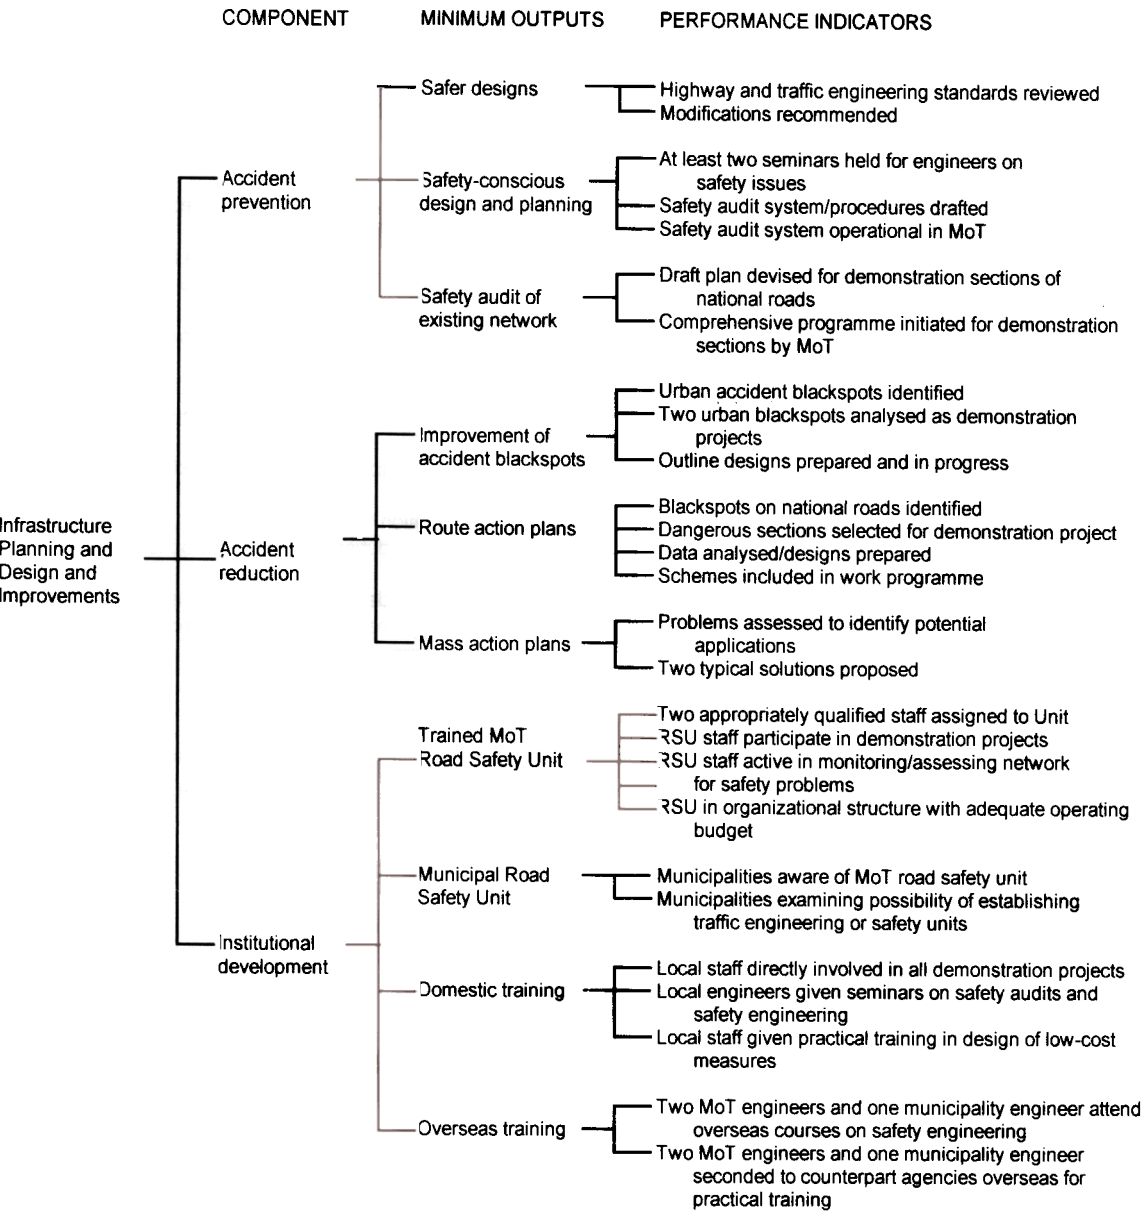 COMPONENT MINIMUM OUTPUTS PERFORMANCE INDICATORS
Infrastructure
Planning and
Design and
Improvements
Accident
prevention
Safer designs
Highway and traffic engineering standards reviewed
Modifications recommended
Safety-conscious
design and planning
At least two seminars held for engineers on
safety issues
Safety audit system/procedures drafted
Safety audit system operational in MoT
Safety audit of
existing network
Draft plan devised for demonstration sections of
national roads
Comprehensive programme initiated for demonstration
sections by MoT
Accident
reduction
Improvement of
accident blackspots
Urban accident blackspots identified
Two urban blackspots analysed as demonstration
projects
Outline designs prepared and in progress
Route action plans
Blackspots on national roads identified
Dangerous sections selected for demonstration project
Data analysed/designs prepared
Schemes included in work programme
Mass action plans
Problems assessed to identify potential
applications
Two typical solutions proposed
Institutional
development
Trained MoT
Road Safety Unit
Two appropriately qualified staff assigned to Unit
RSU staff participate in demonstration projects
RSU staff active in monitoring/assessing network
for safety problems
RSU in organizational structure with adequate operating
budget
Municipal Road
Safety Unit
Municipalities aware of MoT road safety unit
Municipalities examining possibility of establishing
traffic engineering or safety units
Domestic training
Local staff directly involved in all demonstration projects
Local engineers given seminars on safety audits and
safety engineering
Local staff given practical training in design of low-cost
measures
Overseas training
Two MoT engineers and one municipality engineer attend
overseas courses on safety engineering
Two MoT engineers and one municipality engineer
seconded to counterpart agencies overseas for
practical training